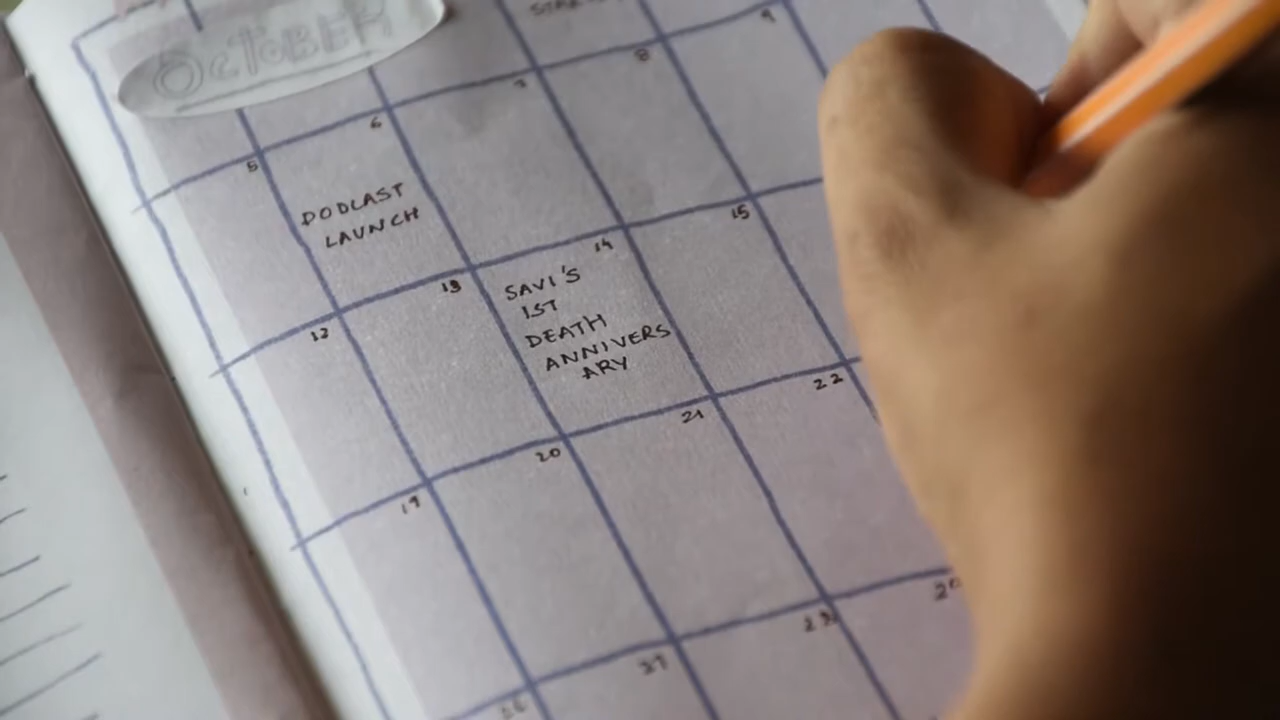 OCTOBER
5
6
7
8
9
PODCAST
LAUNCH
12
13
14
15
SAVI'S
1ST
DEATH
ANNIVERS
ARY
19
20
21
22
27